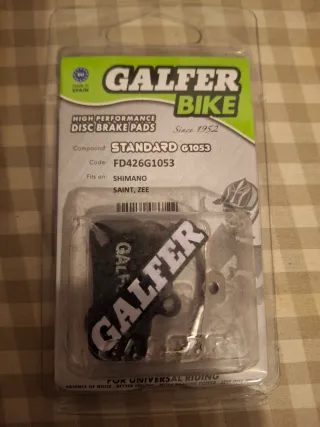 MADE IN
SPAIN
GALFER
BIKE
HIGH PERFORMANCE
DISC BRAKE PADS
Since 1952
Compound: STANDARD G1053
Code: FD426G1053
Fits on: SHIMANO
SAINT, ZEE
GALFER
GALF
FOR UNIVERSAL RIDING